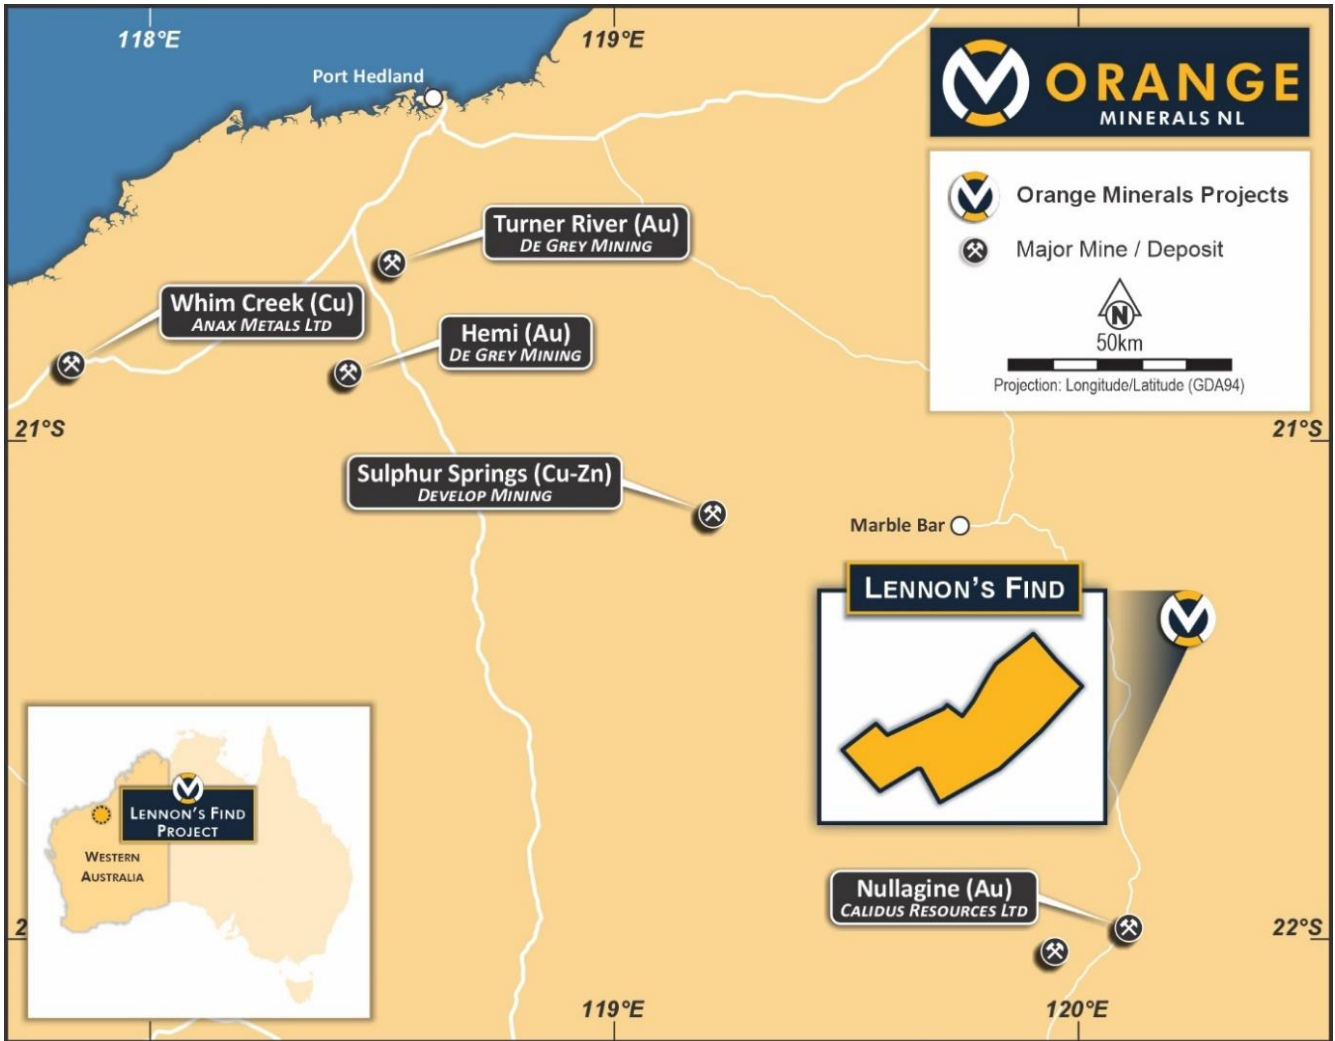 118°E
119°E
Port Hedland
ORANGE
MINERALS NL
Orange Minerals Projects
Major Mine / Deposit
N
50km
Projection: Longitude/Latitude (GDA94)
Turner River (Au)
DE GREY MINING
Whim Creek (Cu)
ANAX METALS LTD
Hemi (Au)
DE GREY MINING
21°S
21°S
Sulphur Springs (Cu-Zn)
DEVELOP MINING
Marble Bar
LENNON'S FIND
LENNON'S FIND
PROJECT
WESTERN
AUSTRALIA
Nullagine (Au)
CALIDUS RESOURCES LTD
2
22°S
119°E
120°E